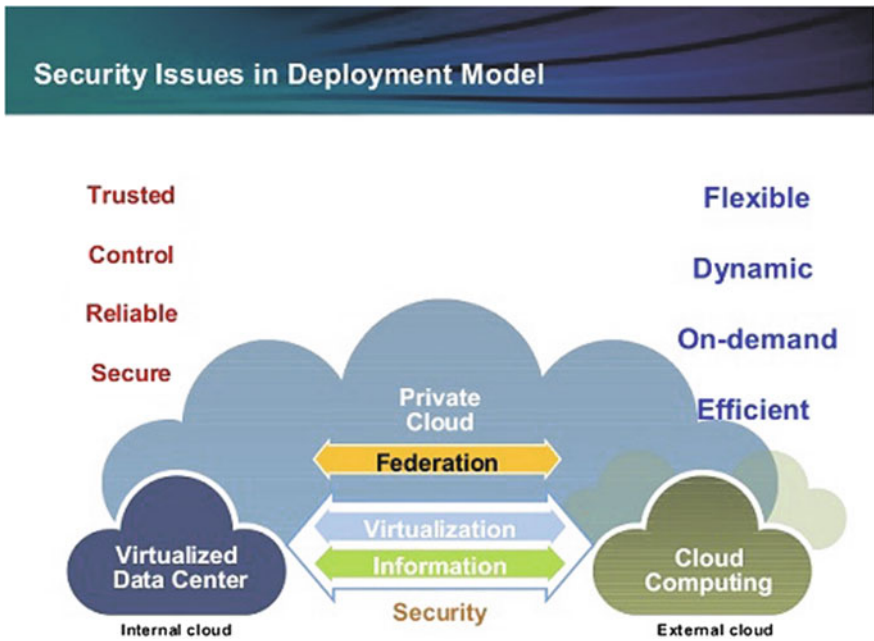 Security Issues in Deployment Model
Trusted
Control
Reliable
Secure
Flexible
Dynamic
On-demand
Efficient
Private
Cloud
Federation
Virtualization
Information
Security
Virtualized
Data Center
Internal cloud
Cloud
Computing
External cloud